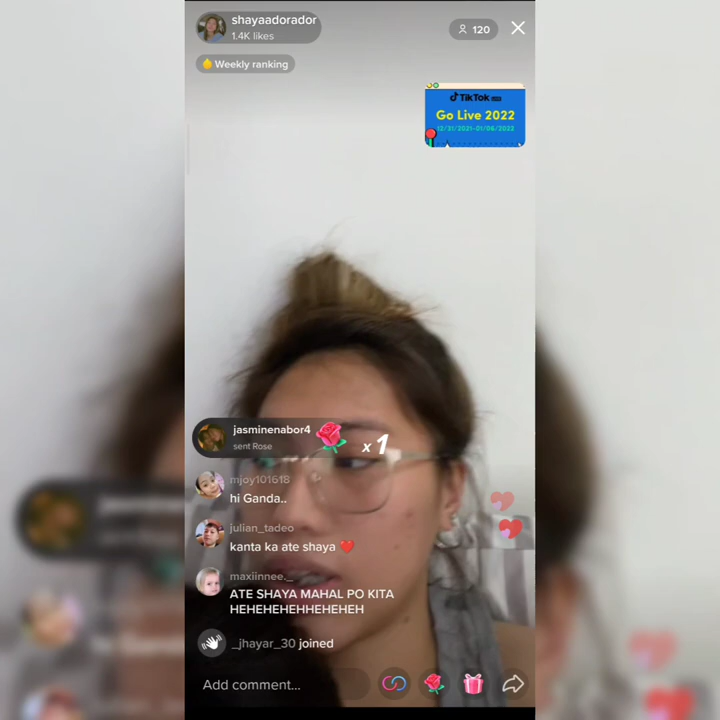 shayaadorador
1.4K likes
120
Weekly ranking
TikTok
Go Live 2022
12/31/2021-01/06/2022
jasminenabor4
sent Rose
x 1
mjoy101618
hi Ganda..
julian_tadeo
kanta ka ate shaya ❤️
maxiinnee._
ATE SHAYA MAHAL PO KITA
HEHEHEHEHHEHEHEH
_jhayar_30 joined
Add comment...